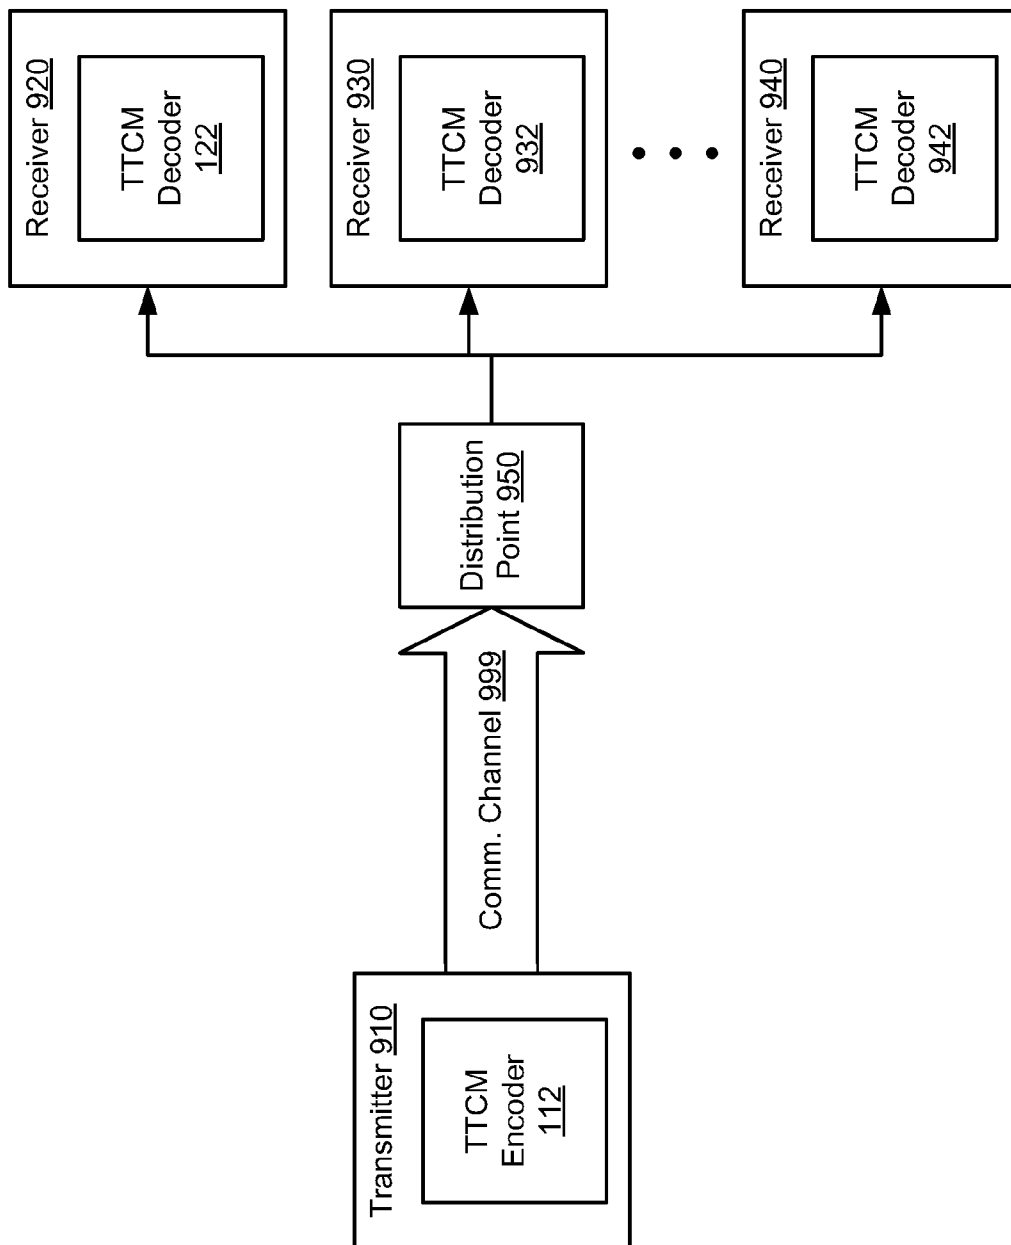 Transmitter 910
TTCM
Encoder
112
Comm. Channel 999
Distribution
Point 950
Receiver 920
TTCM
Decoder
122
Receiver 930
TTCM
Decoder
932
Receiver 940
TTCM
Decoder
942